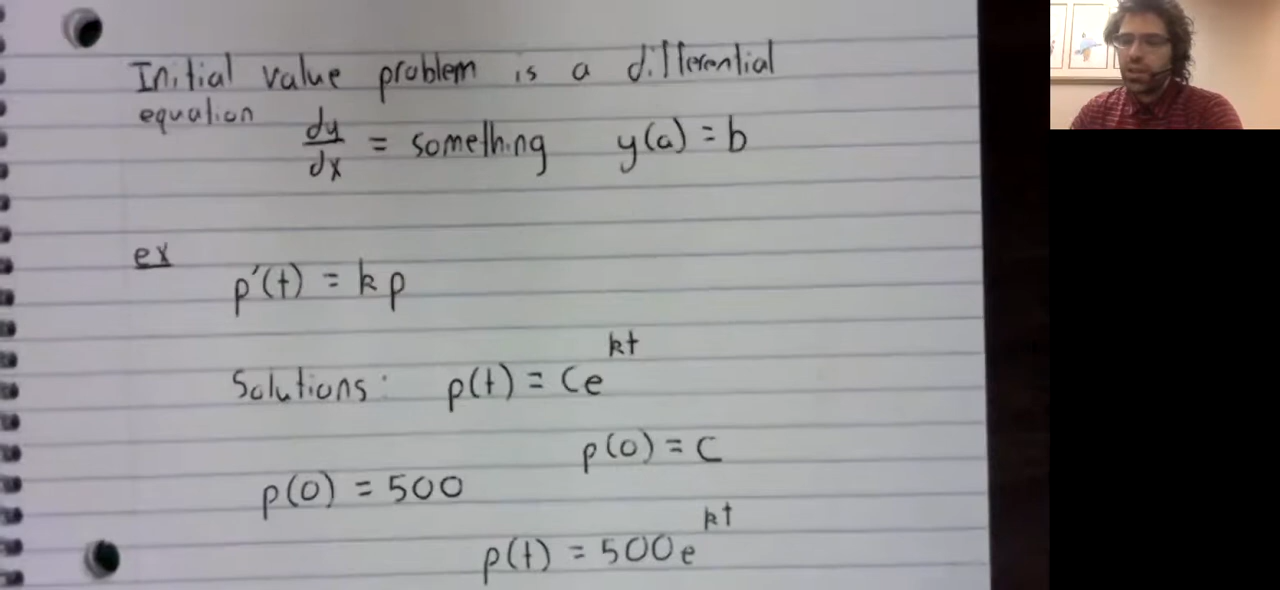 Initial value problem is a differential
equation dy/dx = something y(a) = b
ex
p'(t) = kp
Solutions: p(t) = Ce^kt
p(0) = C
p(0) = 500
p(t) = 500e^kt